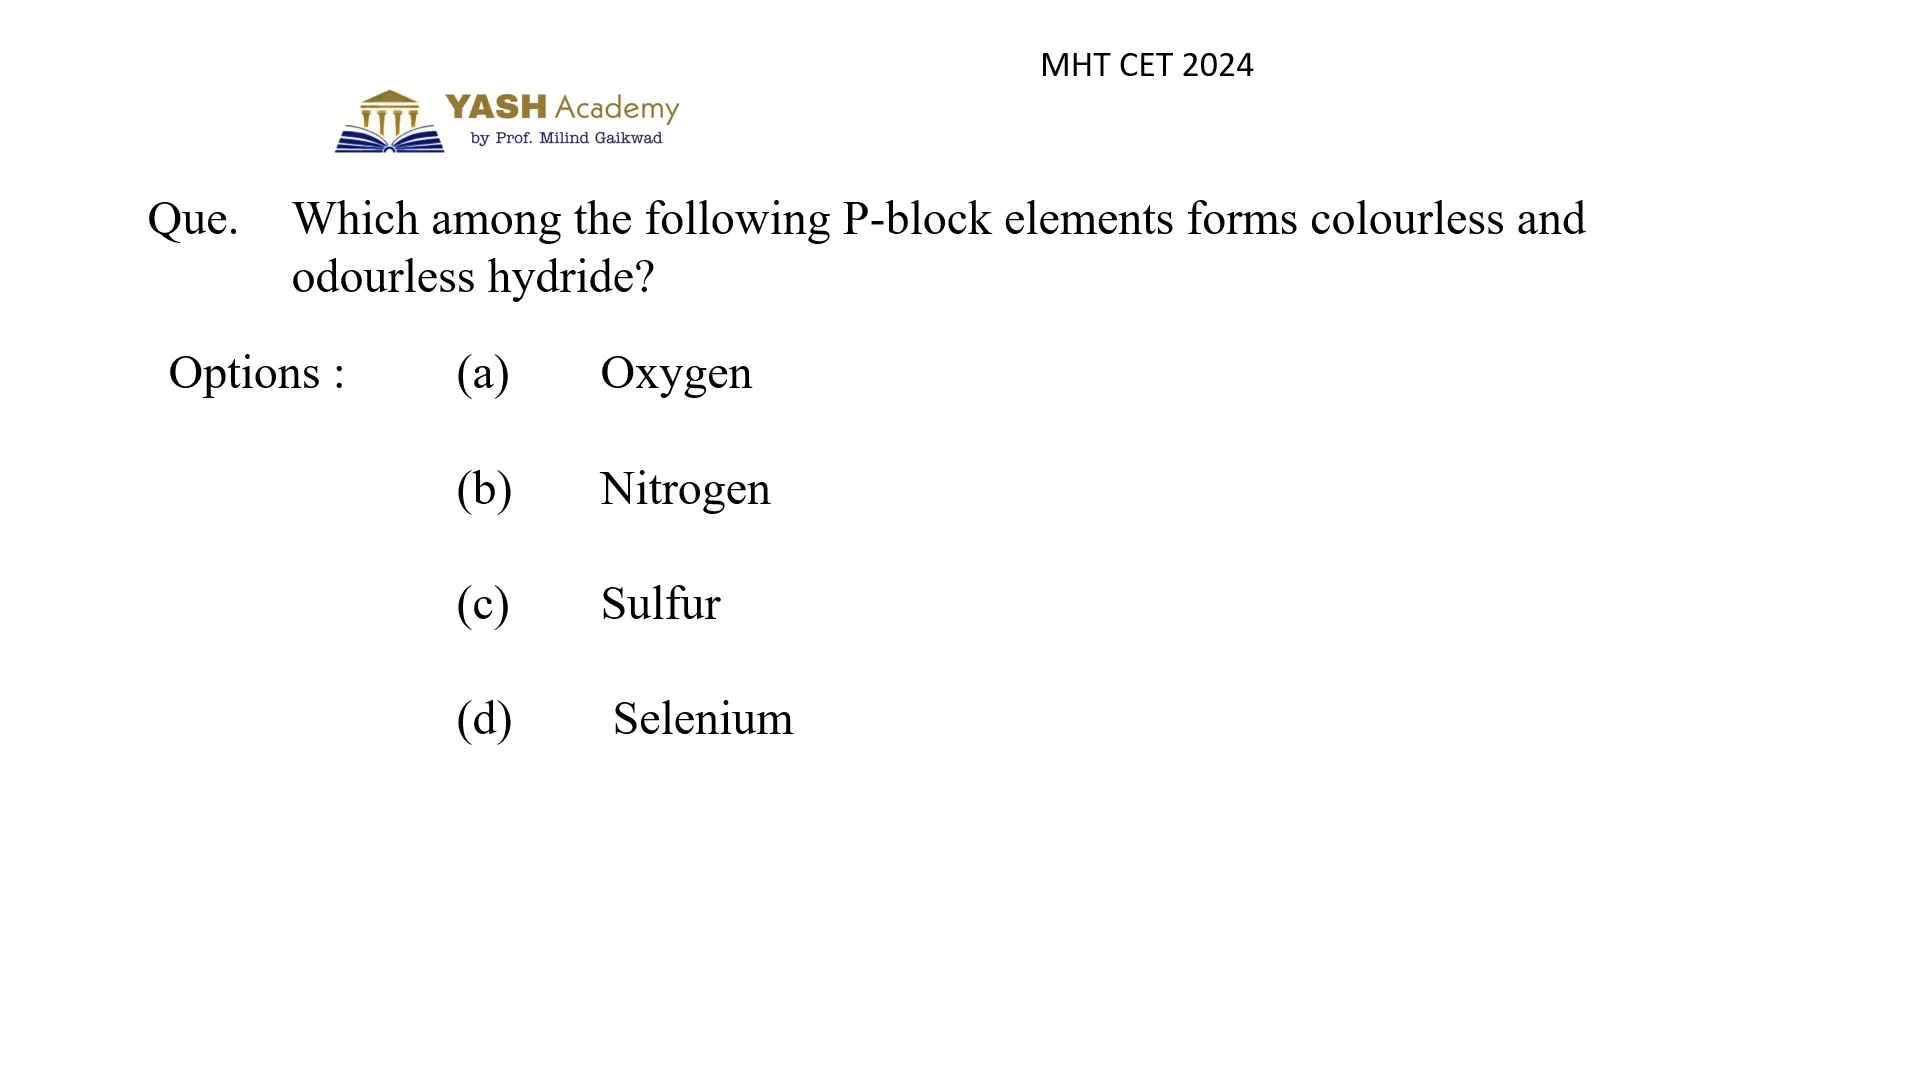 MHT CET 2024
YASH Academy
by Prof. Milind Gaikwad
Que. Which among the following P-block elements forms colourless and
odourless hydride?
Options : (a) Oxygen
(b) Nitrogen
(c) Sulfur
(d) Selenium